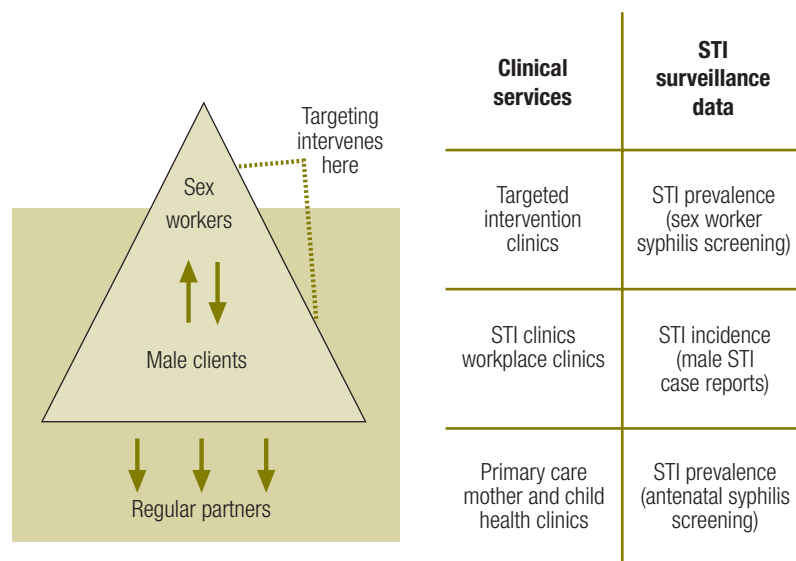 Targeting
intervenes
here
Sex
workers
Male clients
Regular partners
Clinical
services
STI
surveillance
data
Targeted
intervention
clinics
STI prevalence
(sex worker
syphilis screening)
STI clinics
workplace clinics
STI incidence
(male STI
case reports)
Primary care
mother and child
health clinics
STI prevalence
(antenatal syphilis
screening)